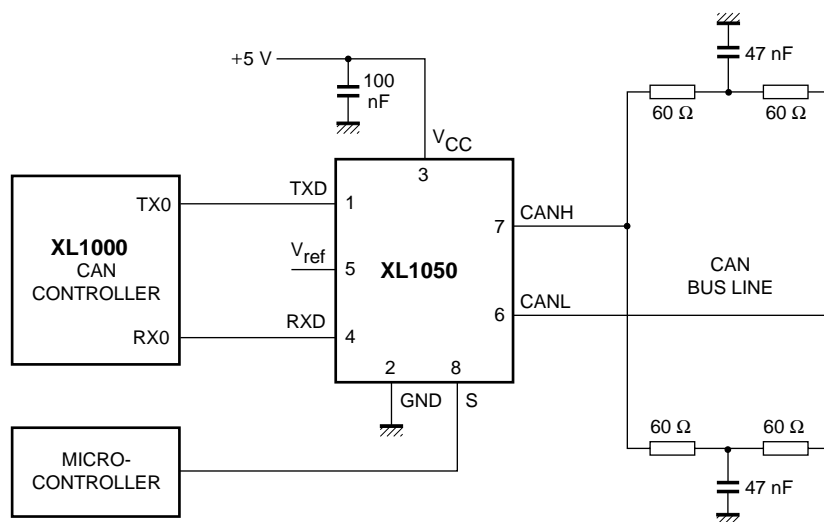 47 nF
+5 V
100
nF
60 Ω
60 Ω
VCC
3
TX0
TXD
1
XL1000
CAN
CONTROLLER
Vref
5
XL1050
7
CANH
CAN
BUS LINE
6
CANL
RX0
RXD
4
2
8
GND
S
60 Ω
60 Ω
MICRO-
CONTROLLER
47 nF